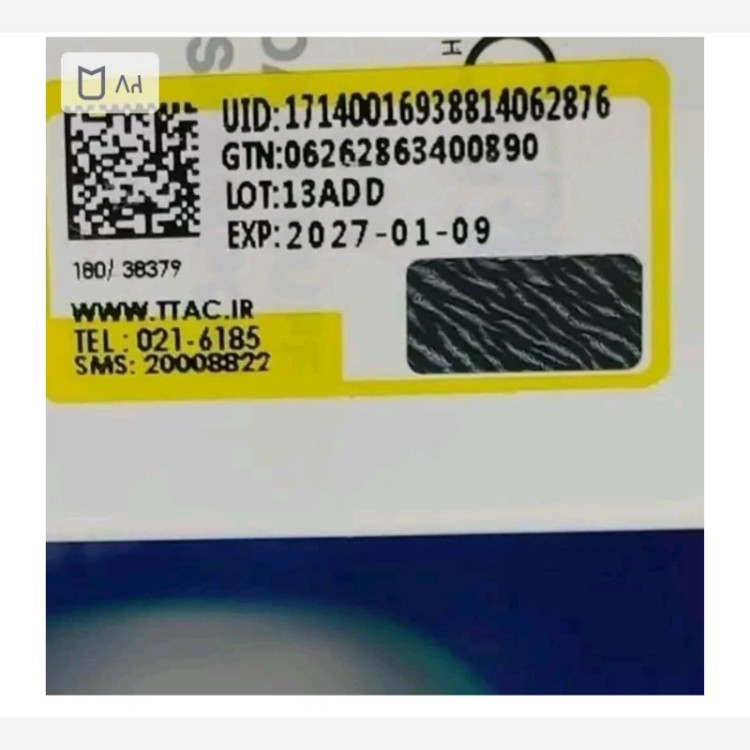 UID:17140016938814062876
GTN:06262863400890
LOT:13ADD
EXP:2027-01-09
180/ 38379
WWW.TTAC.IR
TEL : 021-6185
SMS: 20008822